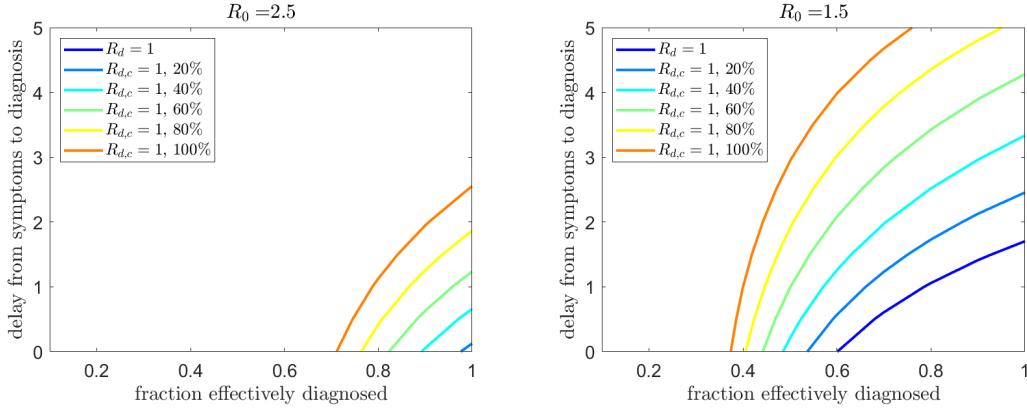 R_0 =2.5
delay from symptoms to diagnosis
5
4
3
2
1
0
R_d = 1
R_{d,c} = 1, 20%
R_{d,c} = 1, 40%
R_{d,c} = 1, 60%
R_{d,c} = 1, 80%
R_{d,c} = 1, 100%
0.2 0.4 0.6 0.8 1
fraction effectively diagnosed
R_0 =1.5
delay from symptoms to diagnosis
5
4
3
2
1
0
R_d = 1
R_{d,c} = 1, 20%
R_{d,c} = 1, 40%
R_{d,c} = 1, 60%
R_{d,c} = 1, 80%
R_{d,c} = 1, 100%
0.2 0.4 0.6 0.8 1
fraction effectively diagnosed